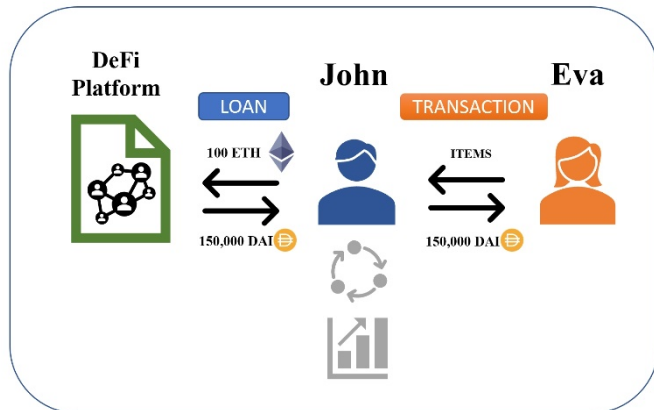 DeFi
Platform
John
Eva
LOAN
TRANSACTION
100 ETH
ITEMS
150,000 DAI
150,000 DAI